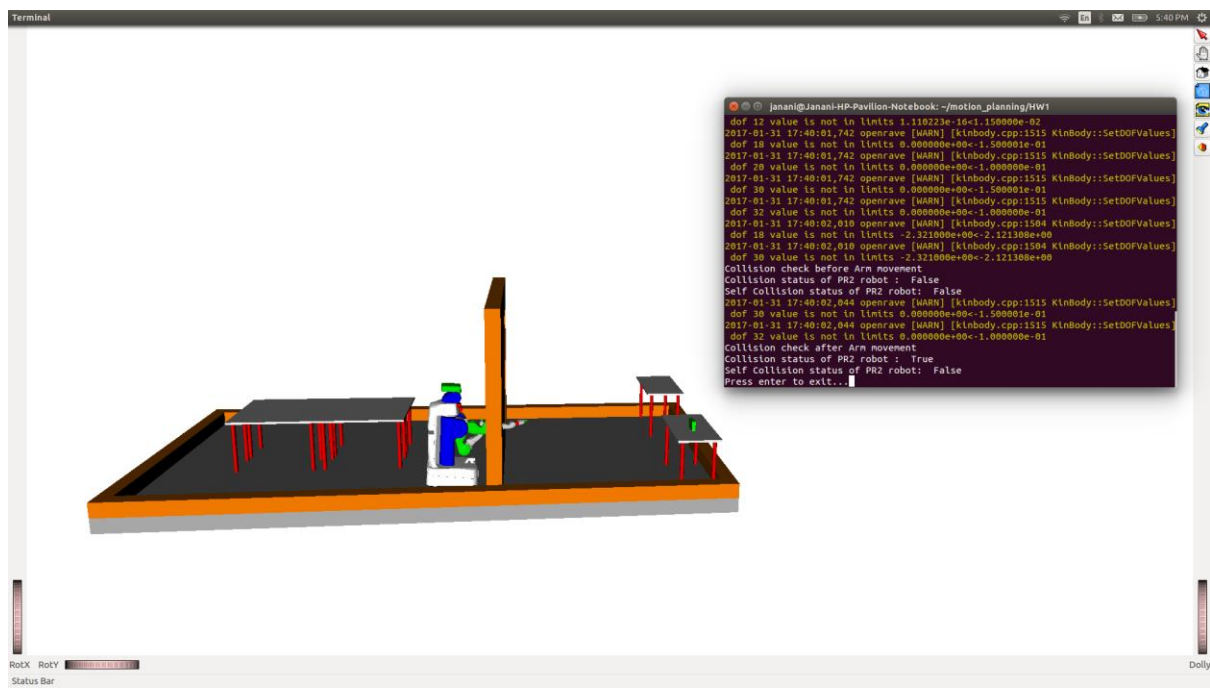 Terminal
En
5:40 PM
janani@Janani-HP-Pavilion-Notebook: ~/motion_planning/HW1
dof 12 value is not in limits 1.110223e-16<1.150000e-02
2017-01-31 17:40:01,742 openrave [WARN] [kinbody.cpp:1515 KinBody::SetDOFValues]
dof 18 value is not in limits 0.000000e+00<-1.500001e-01
2017-01-31 17:40:01,742 openrave [WARN] [kinbody.cpp:1515 KinBody::SetDOFValues]
dof 20 value is not in limits 0.000000e+00<-1.000000e-01
2017-01-31 17:40:01,742 openrave [WARN] [kinbody.cpp:1515 KinBody::SetDOFValues]
dof 30 value is not in limits 0.000000e+00<-1.500001e-01
2017-01-31 17:40:01,742 openrave [WARN] [kinbody.cpp:1515 KinBody::SetDOFValues]
dof 32 value is not in limits 0.000000e+00<-1.000000e-01
2017-01-31 17:40:02,010 openrave [WARN] [kinbody.cpp:1504 KinBody::SetDOFValues]
dof 18 value is not in limits -2.321000e+00<-2.121308e+00
2017-01-31 17:40:02,010 openrave [WARN] [kinbody.cpp:1504 KinBody::SetDOFValues]
dof 30 value is not in limits -2.321000e+00<-2.121308e+00
Collision check before Arm movement
Collision status of PR2 robot :  False
Self Collision status of PR2 robot:  False
2017-01-31 17:40:02,044 openrave [WARN] [kinbody.cpp:1515 KinBody::SetDOFValues]
dof 30 value is not in limits 0.000000e+00<-1.500001e-01
2017-01-31 17:40:02,044 openrave [WARN] [kinbody.cpp:1515 KinBody::SetDOFValues]
dof 32 value is not in limits 0.000000e+00<-1.000000e-01
Collision check after Arm movement
Collision status of PR2 robot :  True
Self Collision status of PR2 robot:  False
Press enter to exit...
RotX RotY
Dolly
Status Bar